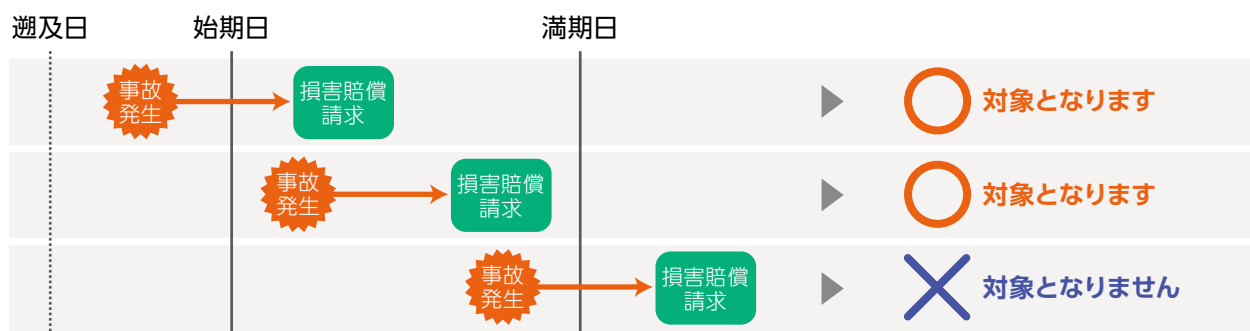 遡及日
始期日
満期日
事故
発生
損害賠償
請求
対象となります
事故
発生
損害賠償
請求
対象となります
事故
発生
損害賠償
請求
対象となりません